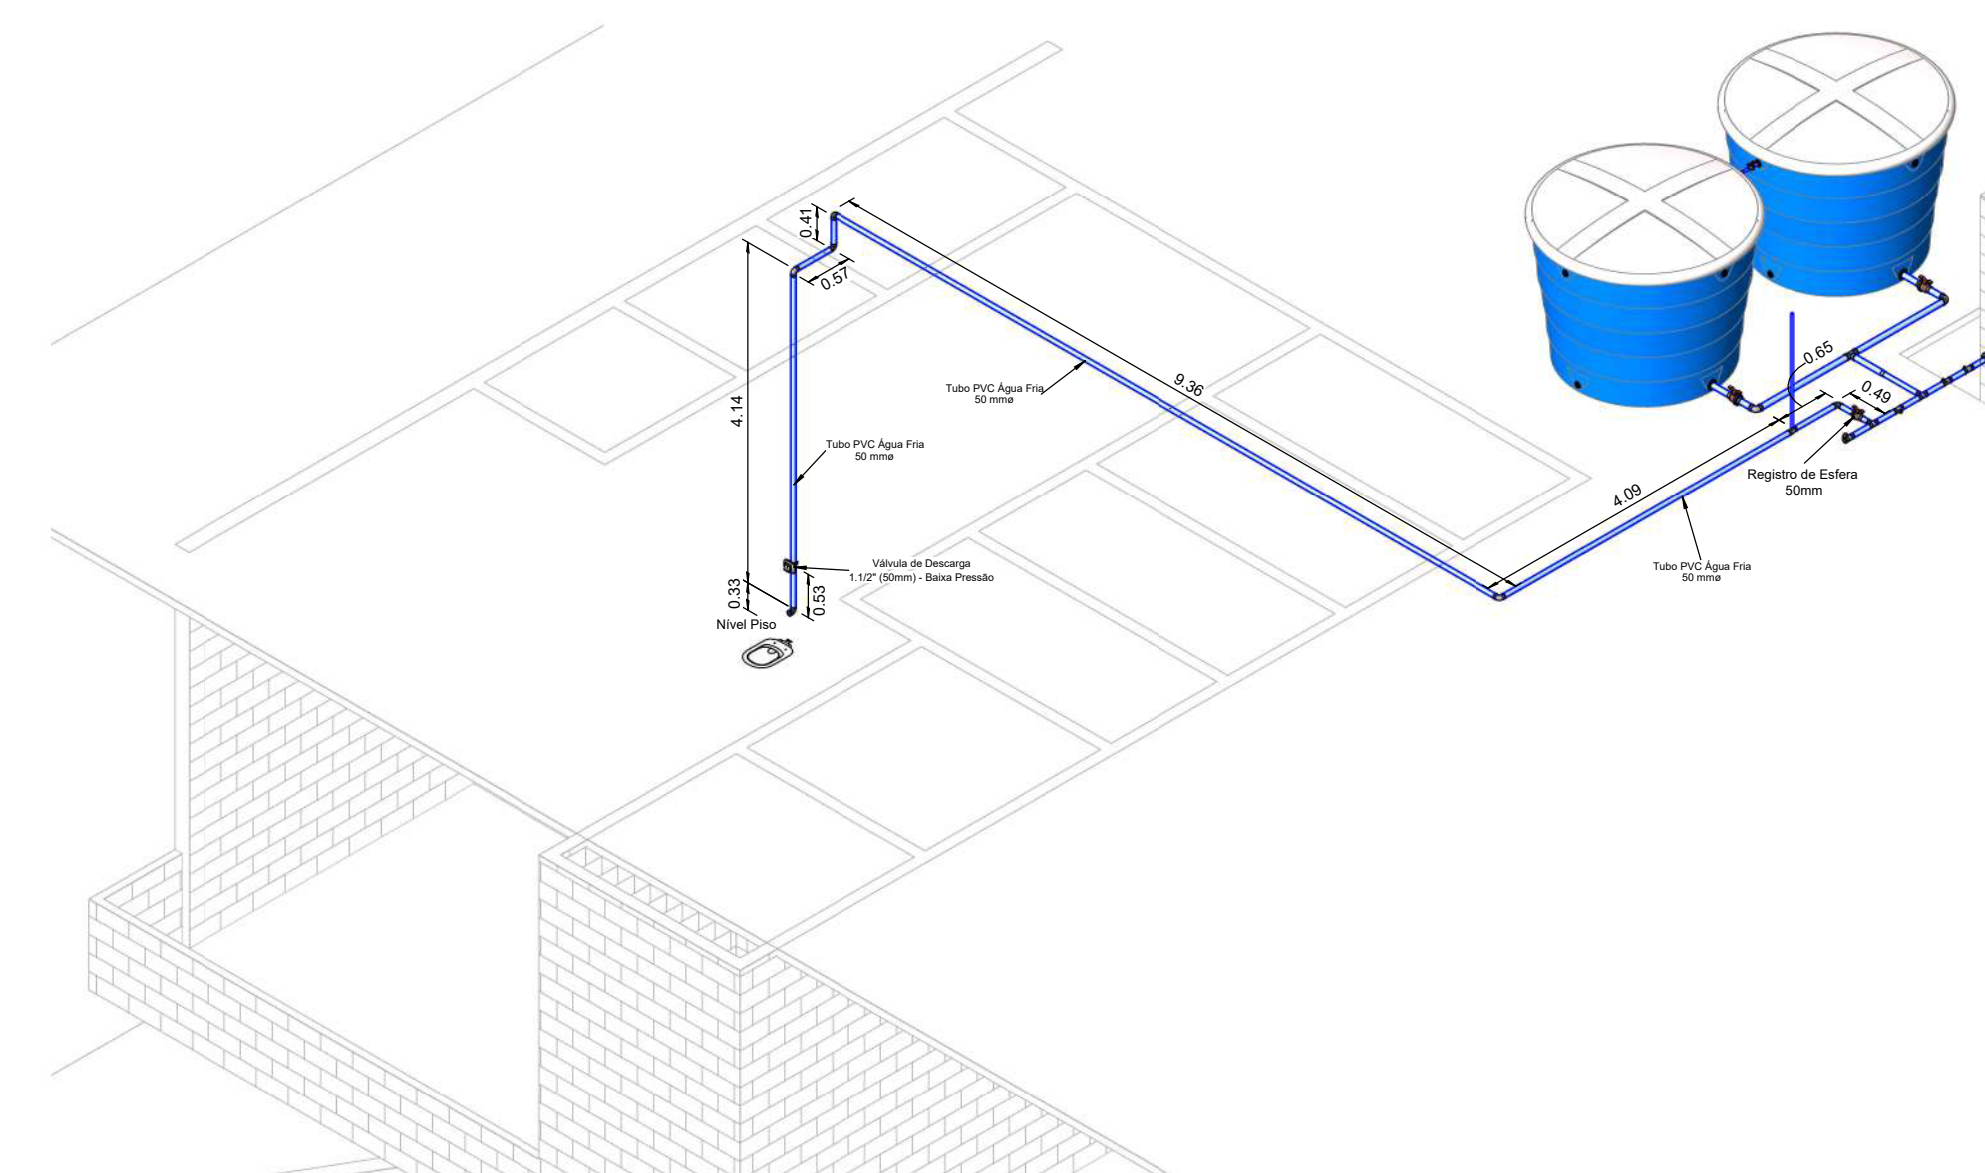 0.41
0.57
4.14
9.36
Tubo PVC Água Fria
50 mmø
Tubo PVC Água Fria
50 mmø
0.65
0.49
Registro de Esfera
50mm
4.09
Tubo PVC Água Fria
50 mmø
Válvula de Descarga
1.1/2" (50mm) - Baixa Pressão
0.33
0.53
Nível Piso